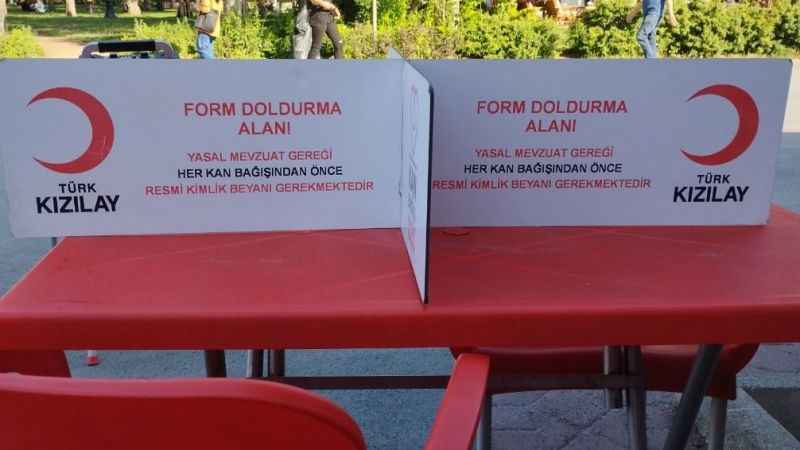 FORM DOLDURMA
ALANI
YASAL MEVZUAT GEREĞİ
HER KAN BAĞIŞINDAN ÖNCE
RESMİ KİMLİK BEYANI GEREKMEKTEDİR
TÜRK
KIZILAY
FORM DOLDURMA
ALANI
YASAL MEVZUAT GEREĞİ
HER KAN BAĞIŞINDAN ÖNCE
RESMİ KİMLİK BEYANI GEREKMEKTEDİR
TÜRK
KIZILAY